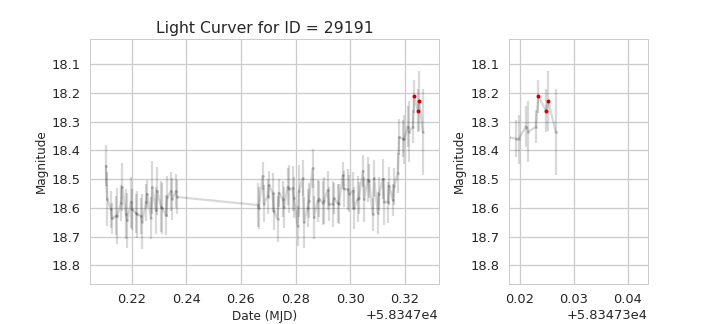 Light Curver for ID = 29191
18.1
18.2
18.3
18.4
18.5
18.6
18.7
18.8
Magnitude
0.22 0.24 0.26 0.28 0.30 0.32
Date (MJD) +5.8347e4
18.1
18.2
18.3
18.4
18.5
18.6
18.7
18.8
Magnitude
0.02 0.03 0.04
+5.83473e4